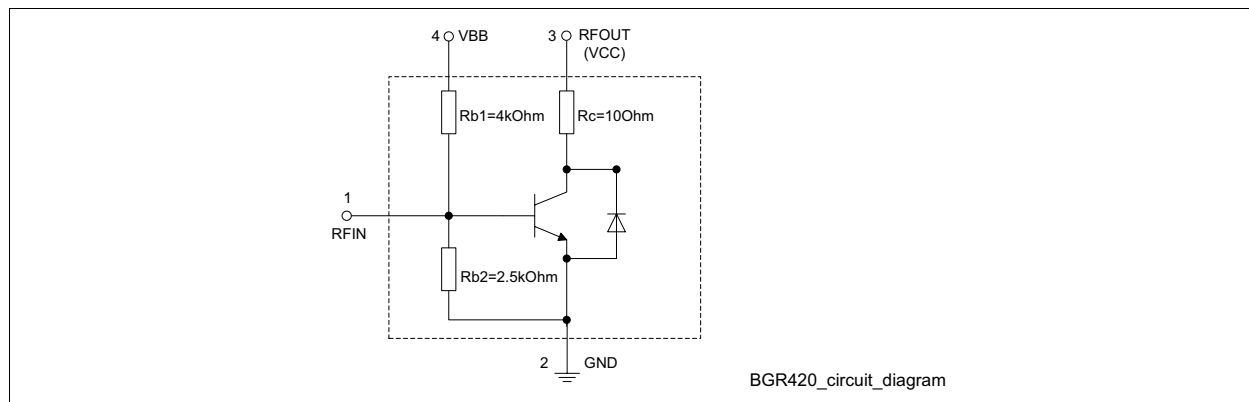 4 VBB 3 RFOUT
(VCC)
Rb1=4kOhm Rc=10Ohm
1
RFIN
Rb2=2.5kOhm
2 GND
BGR420_circuit_diagram